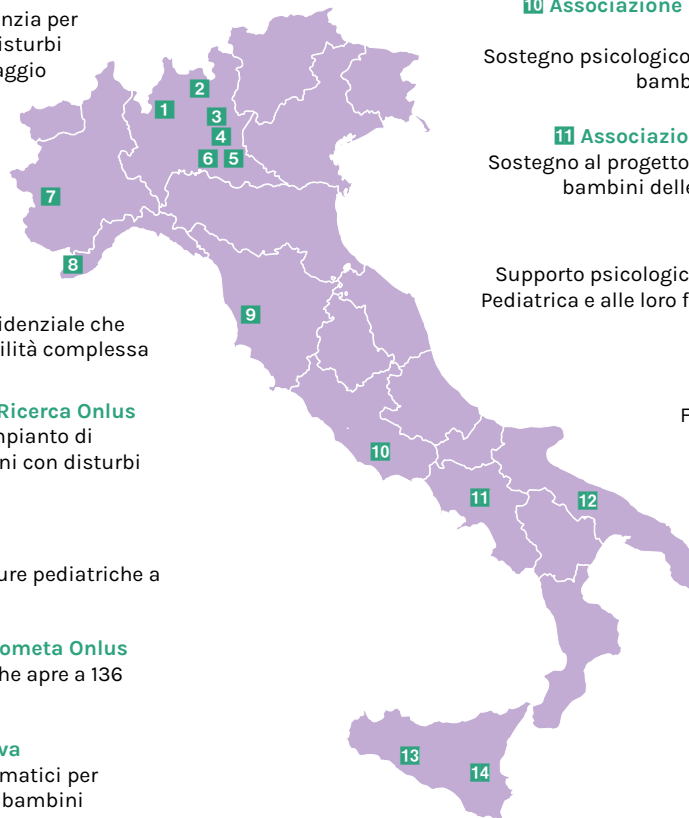 nzia per
isturbi
aggio
idenziale che
ilità complessa
Ricerca Onlus
mpianto di
ni con disturbi
ure pediatriche a
ometa Onlus
he apre a 136
va
matici per
bambini
1
2
3
4
6
5
7
8
9
10
11
12
13
14
10 Associazione
Sostegno psicologico
bamb
11 Associazio
Sostegno al progetto
bambini delle
Supporto psicologic
Pediatrica e alle loro f
F